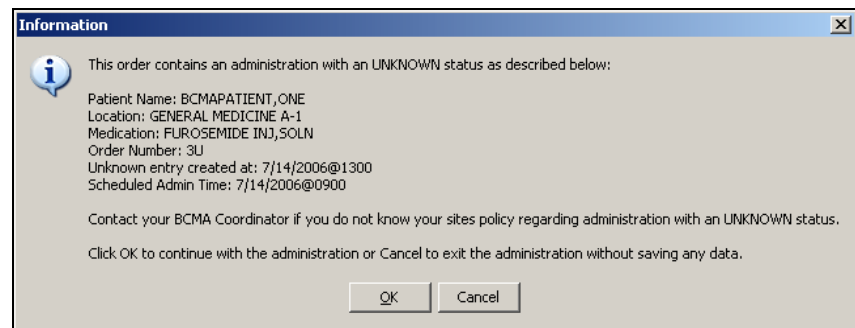 Information
This order contains an administration with an UNKNOWN status as described below:
Patient Name: BCMAPATIENT,ONE
Location: GENERAL MEDICINE A-1
Medication: FUROSEMIDE INJ,SOLN
Order Number: 3U
Unknown entry created at: 7/14/2006@1300
Scheduled Admin Time: 7/14/2006@0900
Contact your BCMA Coordinator if you do not know your sites policy regarding administration with an UNKNOWN status.
Click OK to continue with the administration or Cancel to exit the administration without saving any data.
OK
Cancel